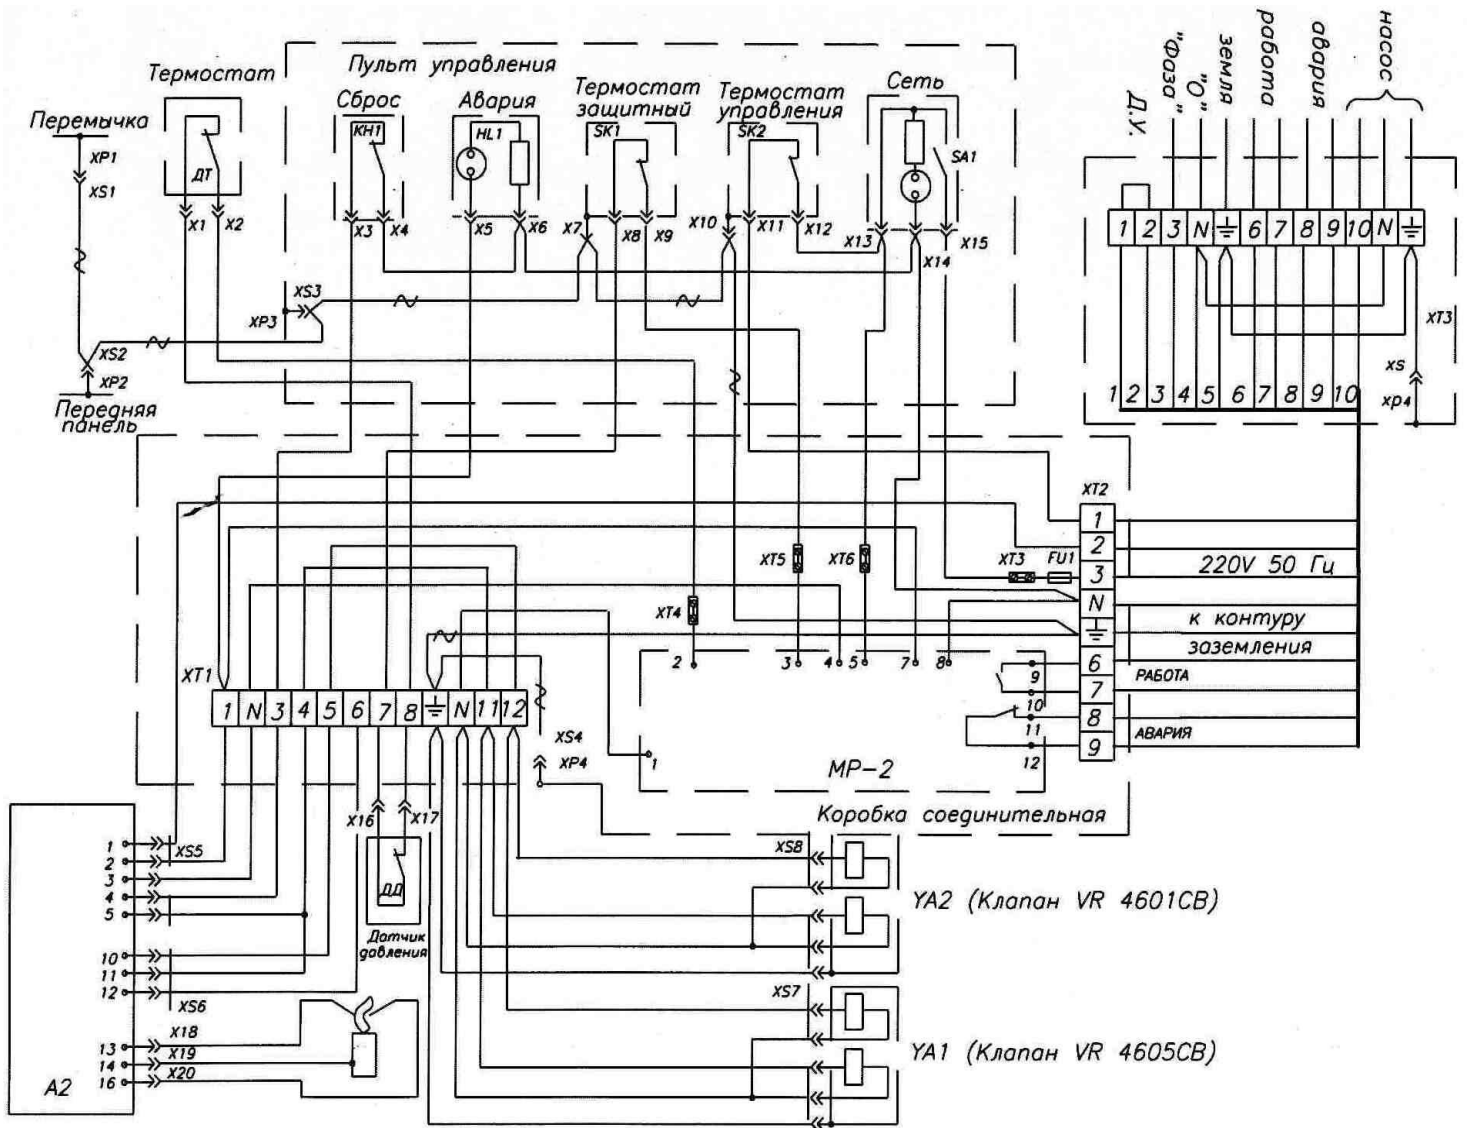 Д.У.
"Фаза"
"О"
земля
работа
авария
насос
Термостат
Пульт управления
Сброс
Авария
Термостат
защитный
Термостат
управления
Сеть
Перемычка
КН1
HL1
SK1
SK2
SA1
XP1
XS1
ДТ
X1
X2
X3
X4
X5
X6
X7
X8
X9
X10
X11
X12
X13
X14
X15
1 2 3 N 6 7 8 9 10 N
XT3
XS
xp4
1 2 3 4 5 6 7 8 9 10
XS3
XP3
XS2
XP2
Передняя
панель
XT2
1
2
3
N
6
7
8
9
220V 50 Гц
к контуру
заземления
РАБОТА
АВАРИЯ
XT5
XT6
XT3
FU1
XT4
2 3 4 5 7 8
9
10
11
12
1
МР-2
XT1
1 N 3 4 5 6 7 8 N 11 12
XS4
XP4
Коробка соединительная
X16
X17
ДД
Датчик
давления
1
2
3
4
5
10
11
12
13
14
16
XS5
XS6
X18
X19
X20
A2
XS8
YA2 (Клапан VR 4601CB)
XS7
YA1 (Клапан VR 4605CB)